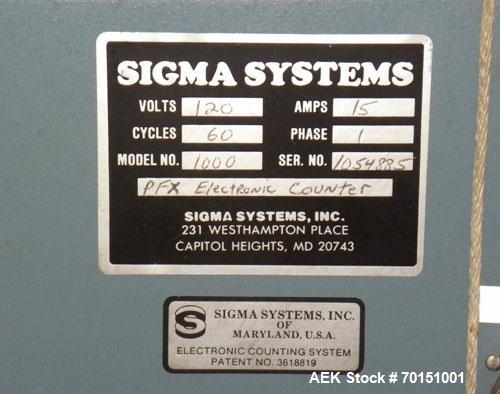 SIGMA SYSTEMS
VOLTS 120 AMPS 15
CYCLES 60 PHASE 1
MODEL NO. 1000 SER. NO. 1054885
PFX Electronic Counter
SIGMA SYSTEMS, INC.
231 WESTHAMPTON PLACE
CAPITOL HEIGHTS, MD 20743
S SIGMA SYSTEMS, INC.
OF
MARYLAND, U.S.A.
ELECTRONIC COUNTING SYSTEM
PATENT NO. 3618819
AEK Stock # 70151001